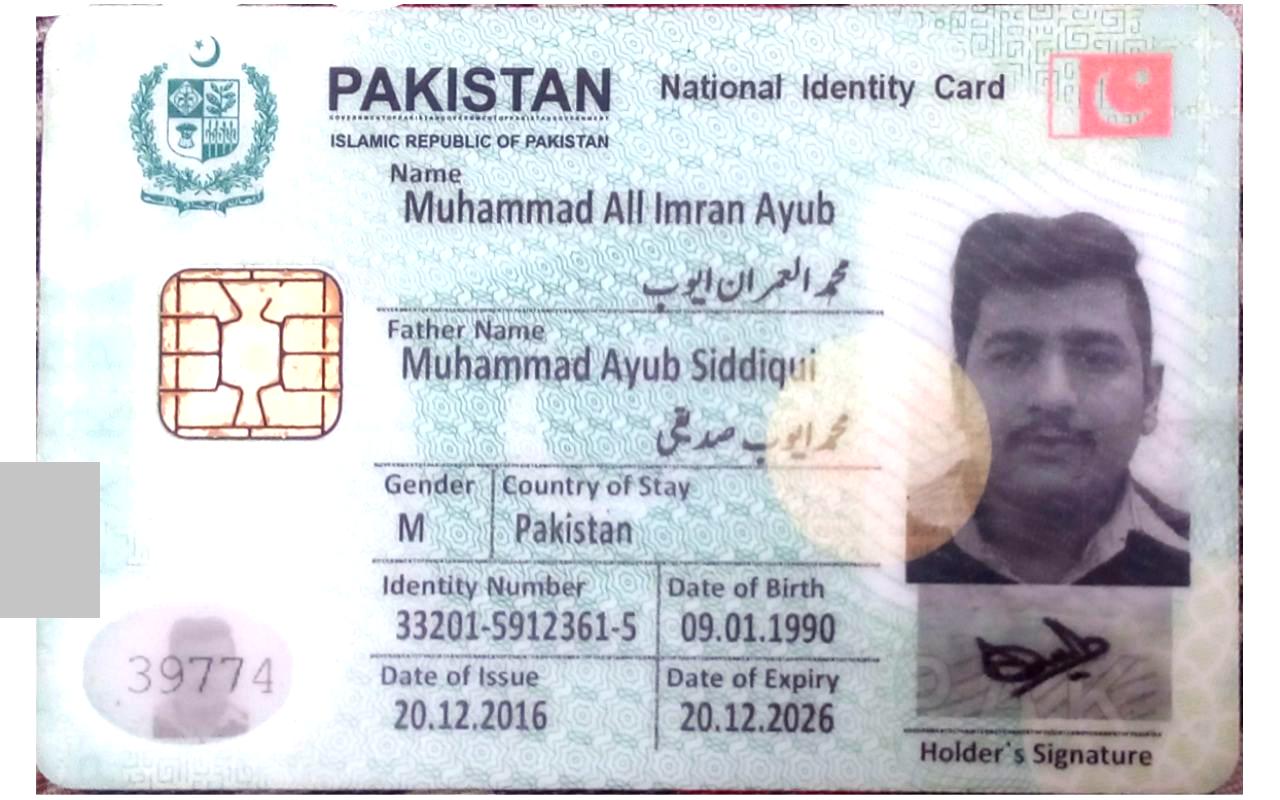 PAKISTAN National Identity Card
ISLAMIC REPUBLIC OF PAKISTAN
Name
Muhammad All Imran Ayub
محمد العمران ایوب
Father Name
Muhammad Ayub Siddiqui
محمد ایوب صدیقی
Gender Country of Stay
M Pakistan
Identity Number Date of Birth
33201-5912361-5 09.01.1990
39774
Date of Issue Date of Expiry
20.12.2016 20.12.2026
Holder's Signature